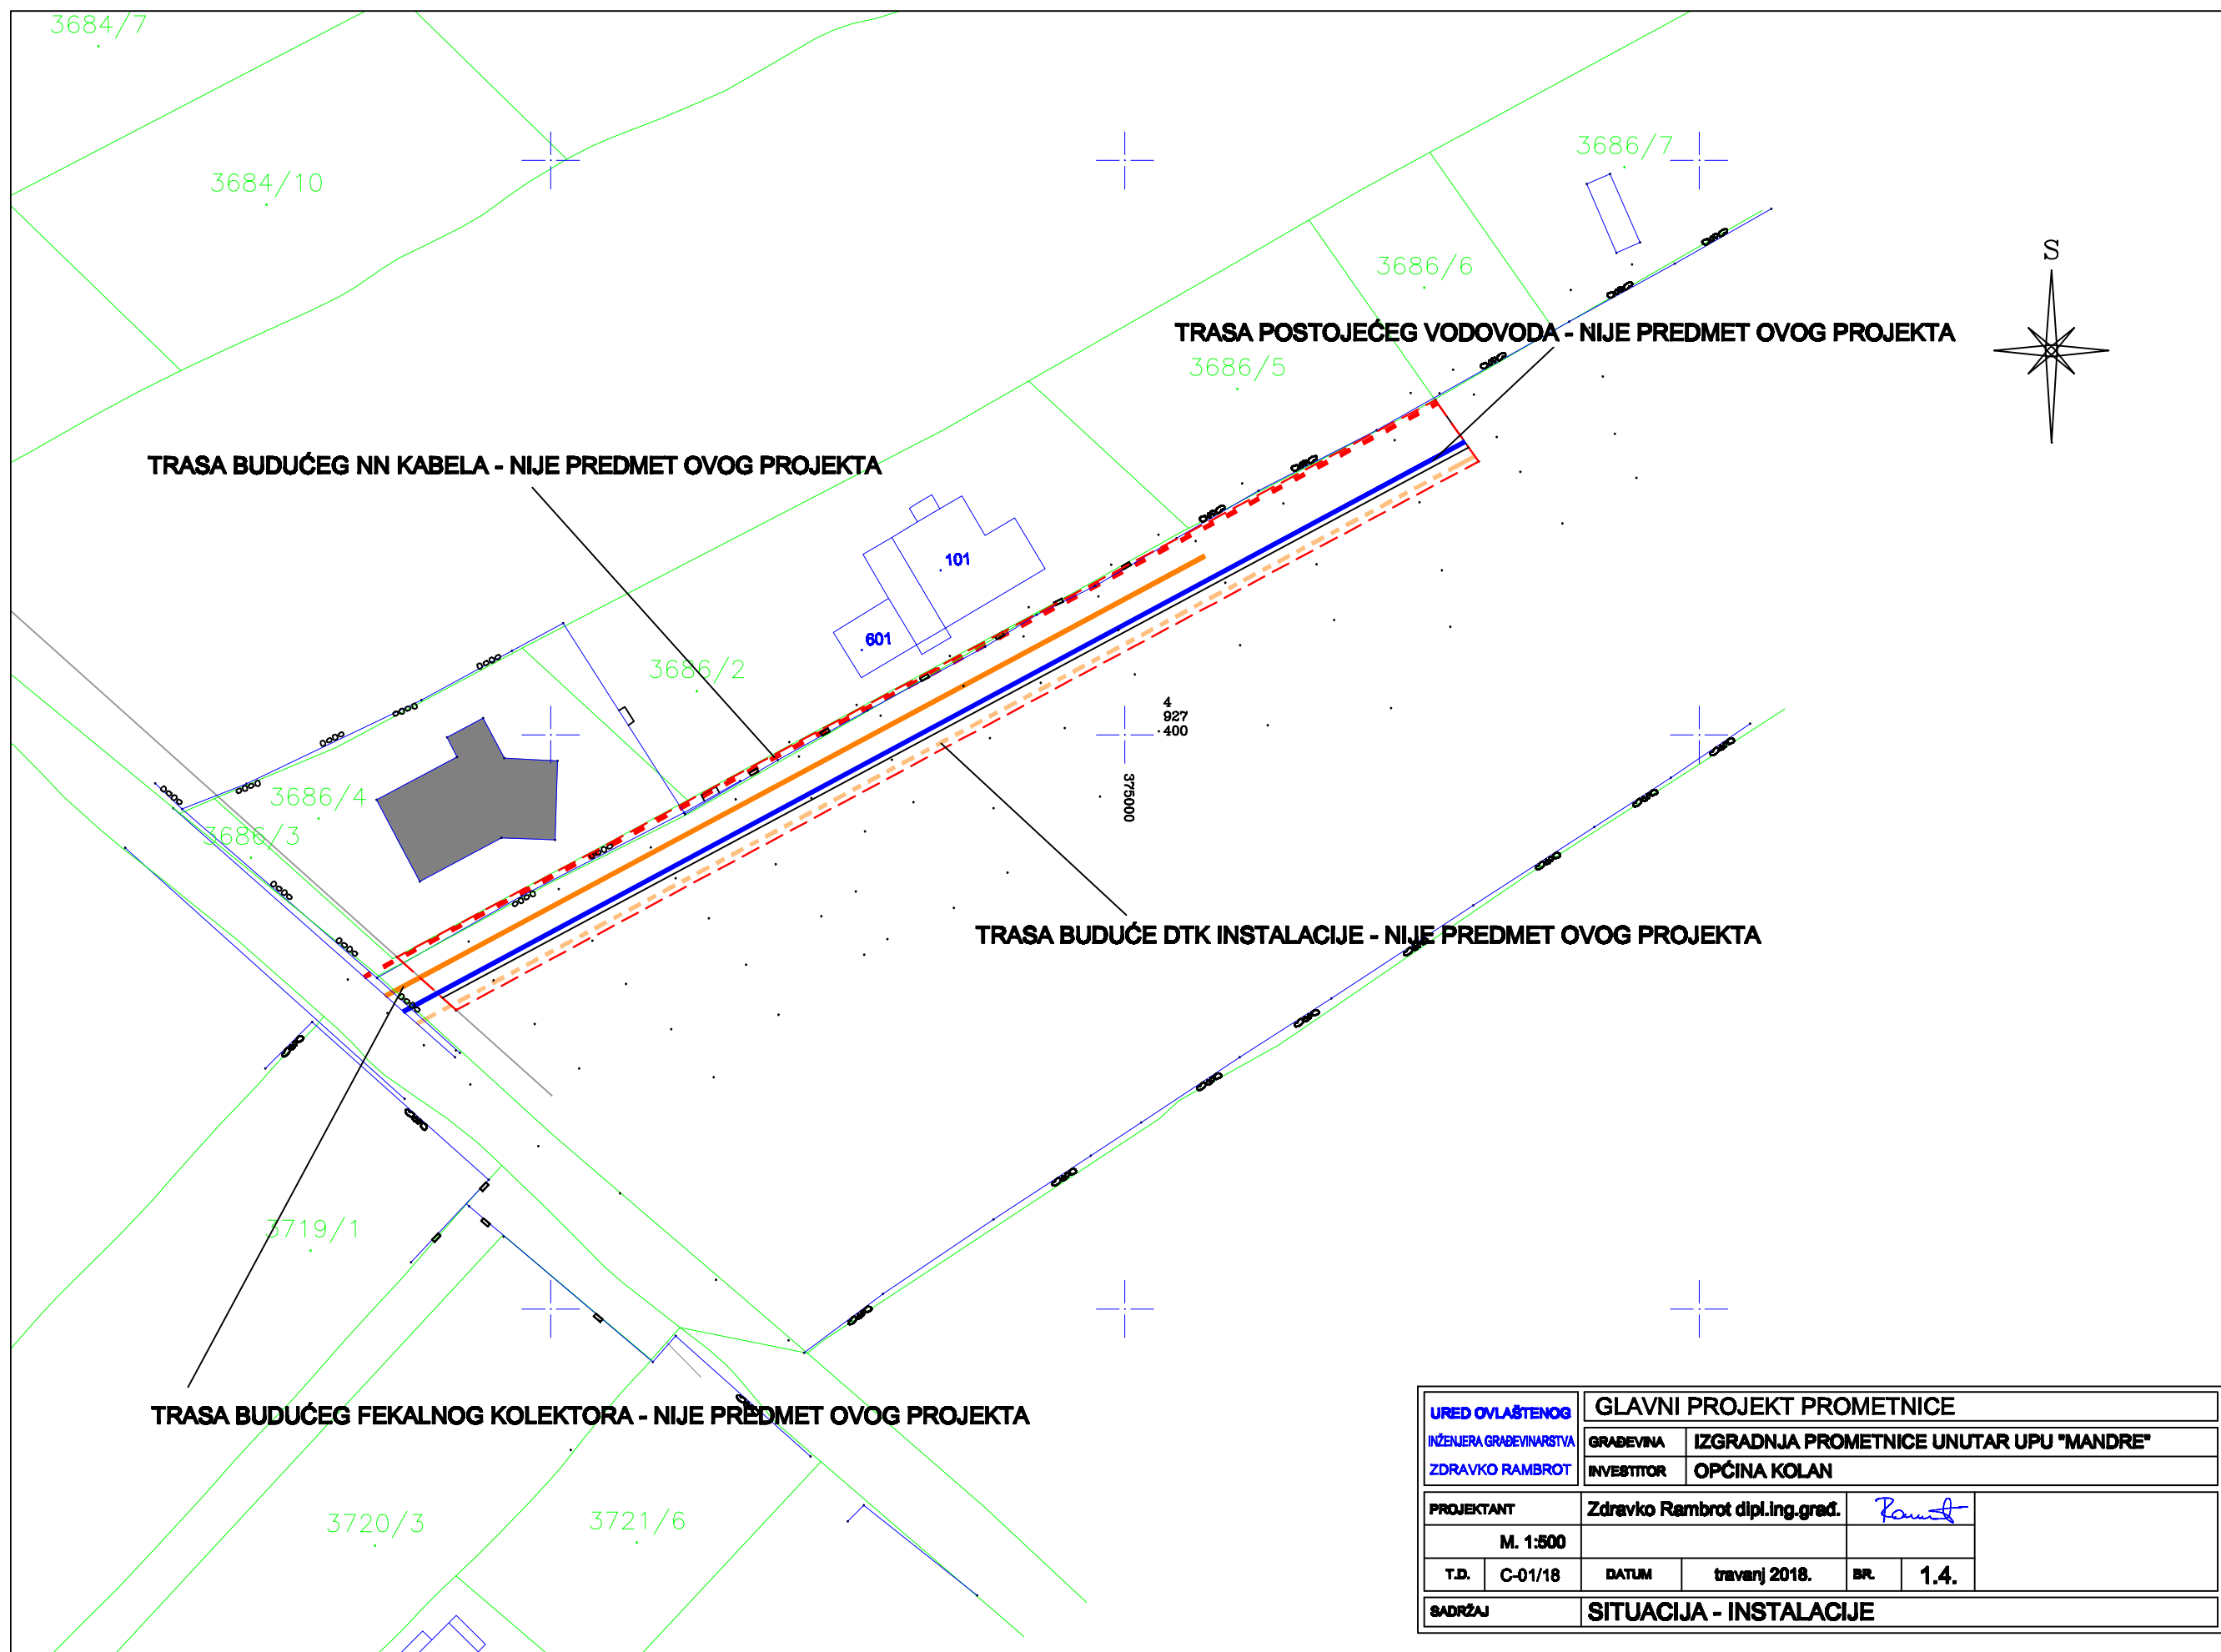 3684/7
3684/10
3686/7
3686/6
S
TRASA POSTOJEĆEG VODOVODA - NIJE PREDMET OVOG PROJEKTA
3686/5
TRASA BUDUĆEG NN KABELA - NIJE PREDMET OVOG PROJEKTA
101
601
3686/2
4
927
400
375000
3686/4
3686/3
TRASA BUDUĆE DTK INSTALACIJE - NIJE PREDMET OVOG PROJEKTA
3719/1
TRASA BUDUĆEG FEKALNOG KOLEKTORA - NIJE PREDMET OVOG PROJEKTA
3720/3
3721/6
URED OVLAŠTENOG
INŽENJERA GRAĐEVINARSTVA
ZDRAVKO RAMBROT
GLAVNI PROJEKT PROMETNICE
GRAĐEVINA
IZGRADNJA PROMETNICE UNUTAR UPU "MANDRE"
INVESTITOR
OPĆINA KOLAN
PROJEKTANT
Zdravko Rambrot dipl.ing.građ.
M. 1:500
T.D.
C-01/18
DATUM
travanj 2018.
BR.
1.4.
SADRŽAJ
SITUACIJA - INSTALACIJE